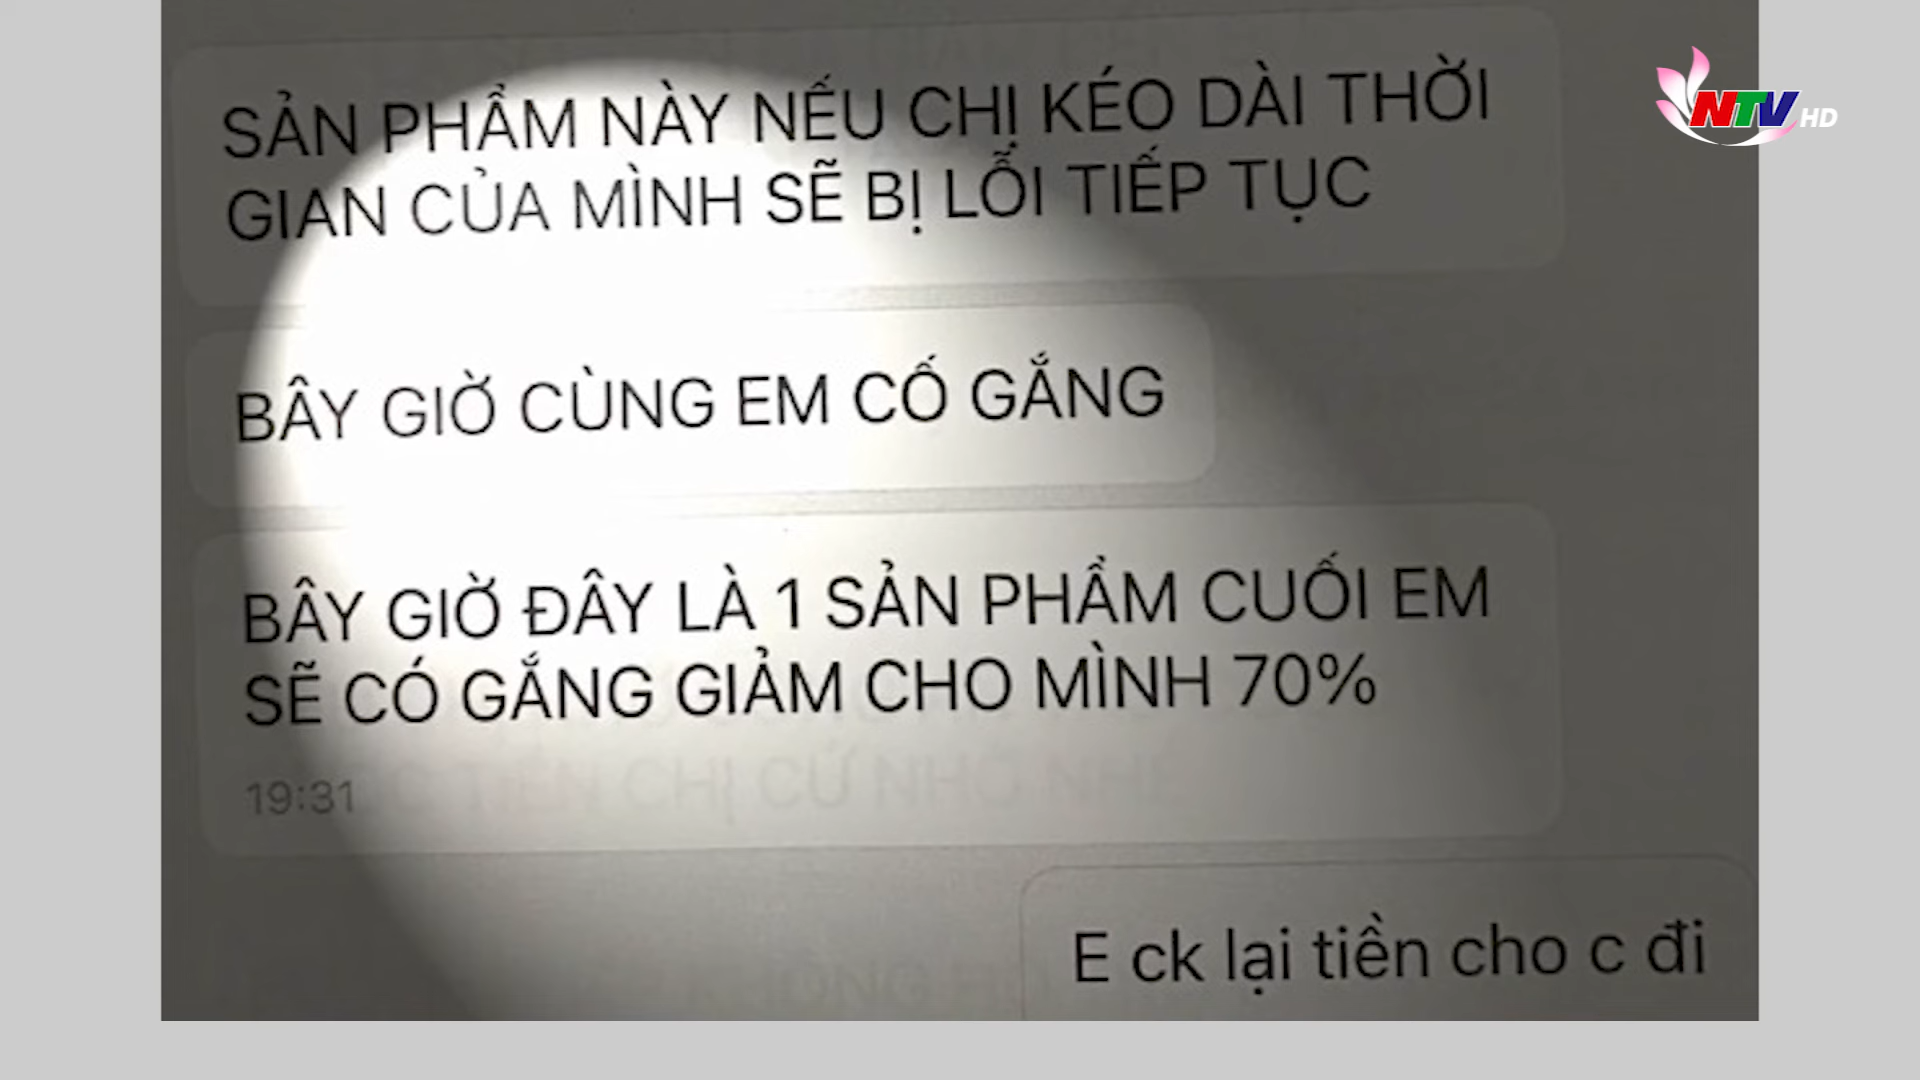 SẢN PHẨM NÀY NẾU CHỊ KÉO DÀI THỜI
GIAN CỦA MÌNH SẼ BỊ LỖI TIẾP TỤC
BÂY GIỜ CÙNG EM CỐ GẮNG
BÂY GIỜ ĐÂY LÀ 1 SẢN PHẨM CUỐI EM
SẼ CÓ GẮNG GIẢM CHO MÌNH 70%
19:31
E ck lại tiền cho c đi
NTV HD